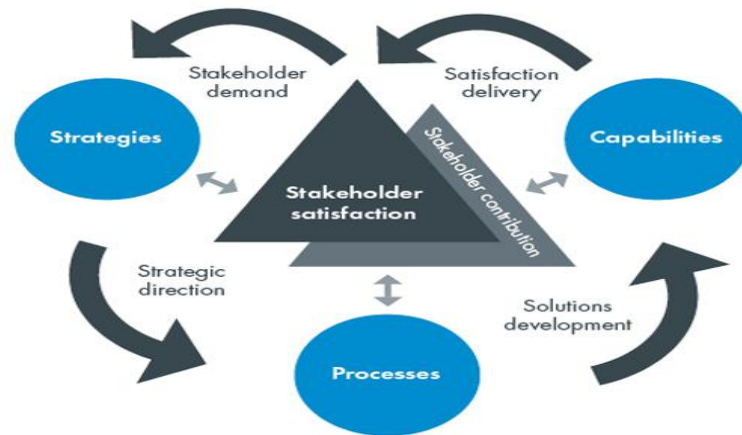 Stakeholder
demand
Satisfaction
delivery
Strategies
Capabilities
Stakeholder
satisfaction
Stakeholder contribution
Strategic
direction
Solutions
development
Processes